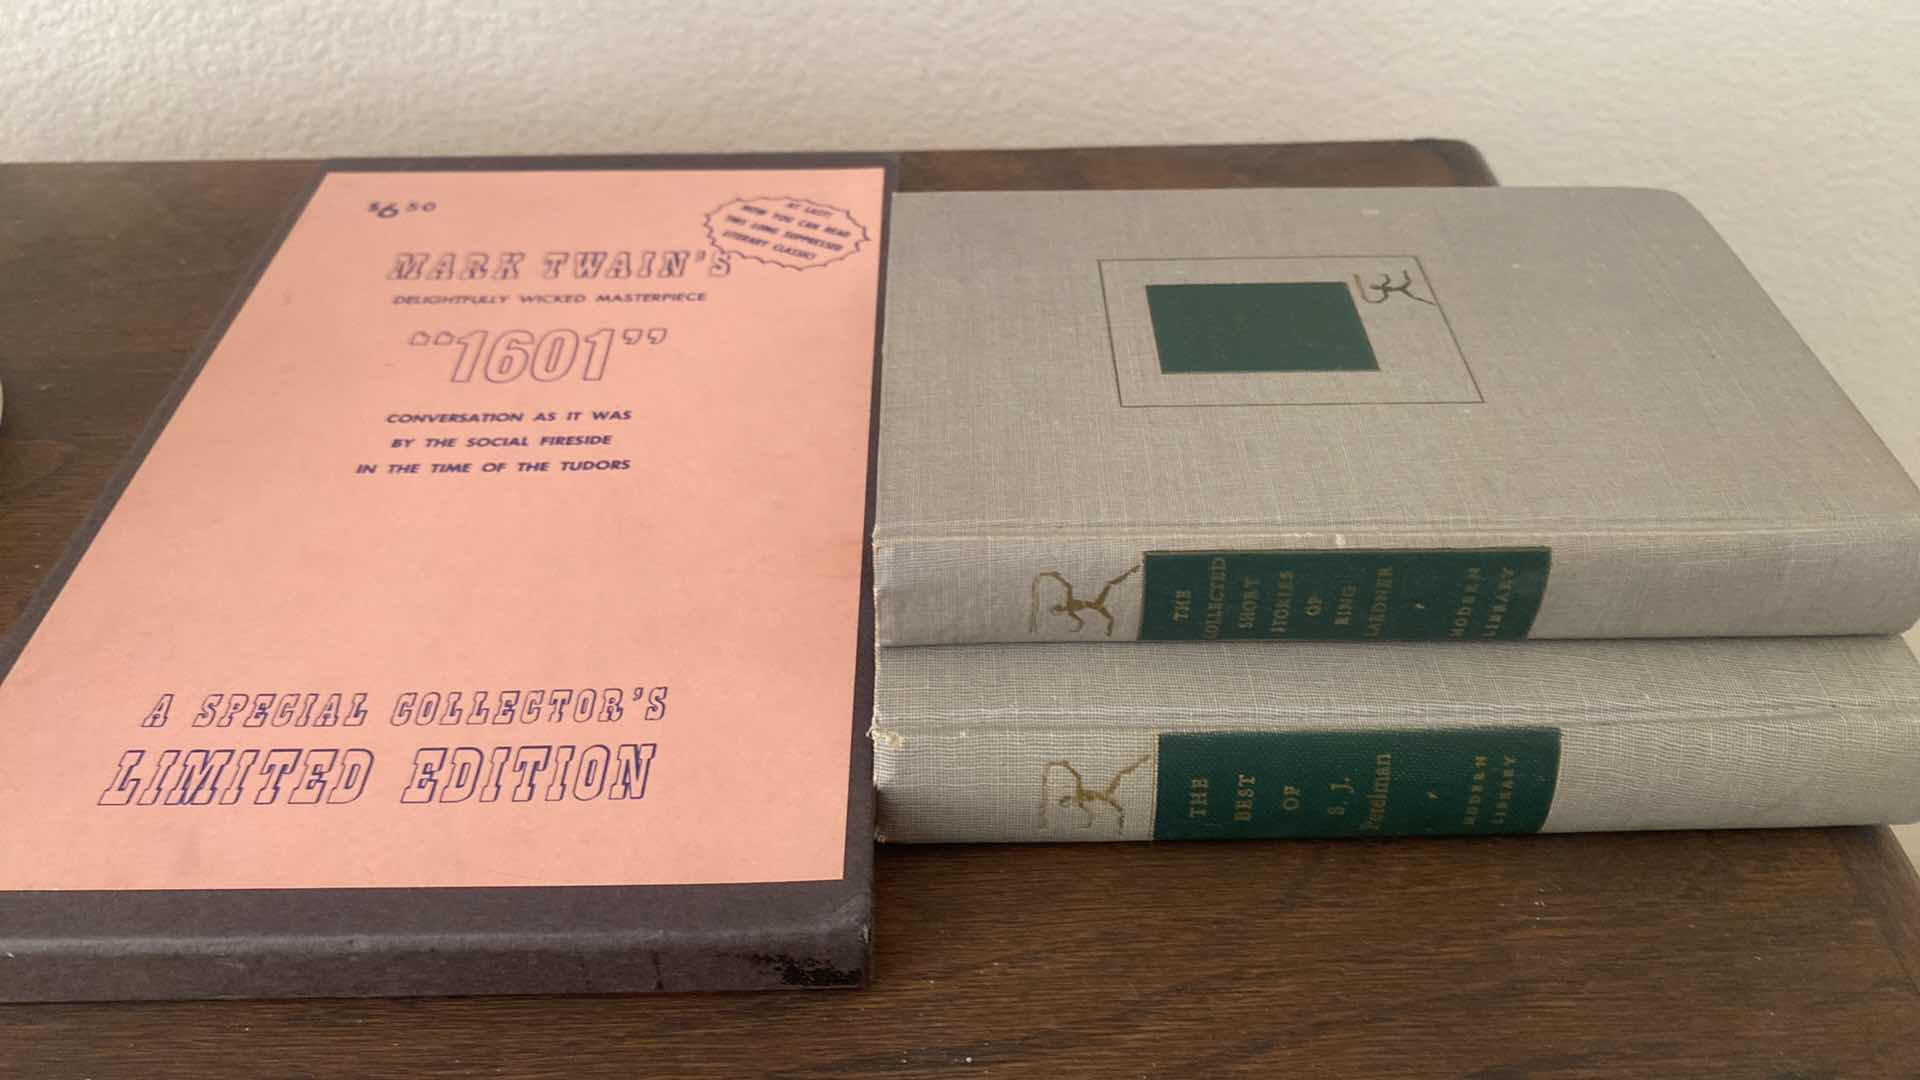 $6.50
AT LAST!
NOW YOU CAN READ
THIS LONG SUPPRESSED
LITERARY CLASSIC!
MARK TWAIN'S
DELIGHTFULLY WICKED MASTERPIECE
"1601"
CONVERSATION AS IT WAS
BY THE SOCIAL FIRESIDE
IN THE TIME OF THE TUDORS
A SPECIAL COLLECTOR'S
LIMITED EDITION
THE
COLLECTED
SHORT
STORIES
OF
RING
LARDNER
MODERN
LIBRARY
THE
BEST
OF
S. J.
Perelman
MODERN
LIBRARY